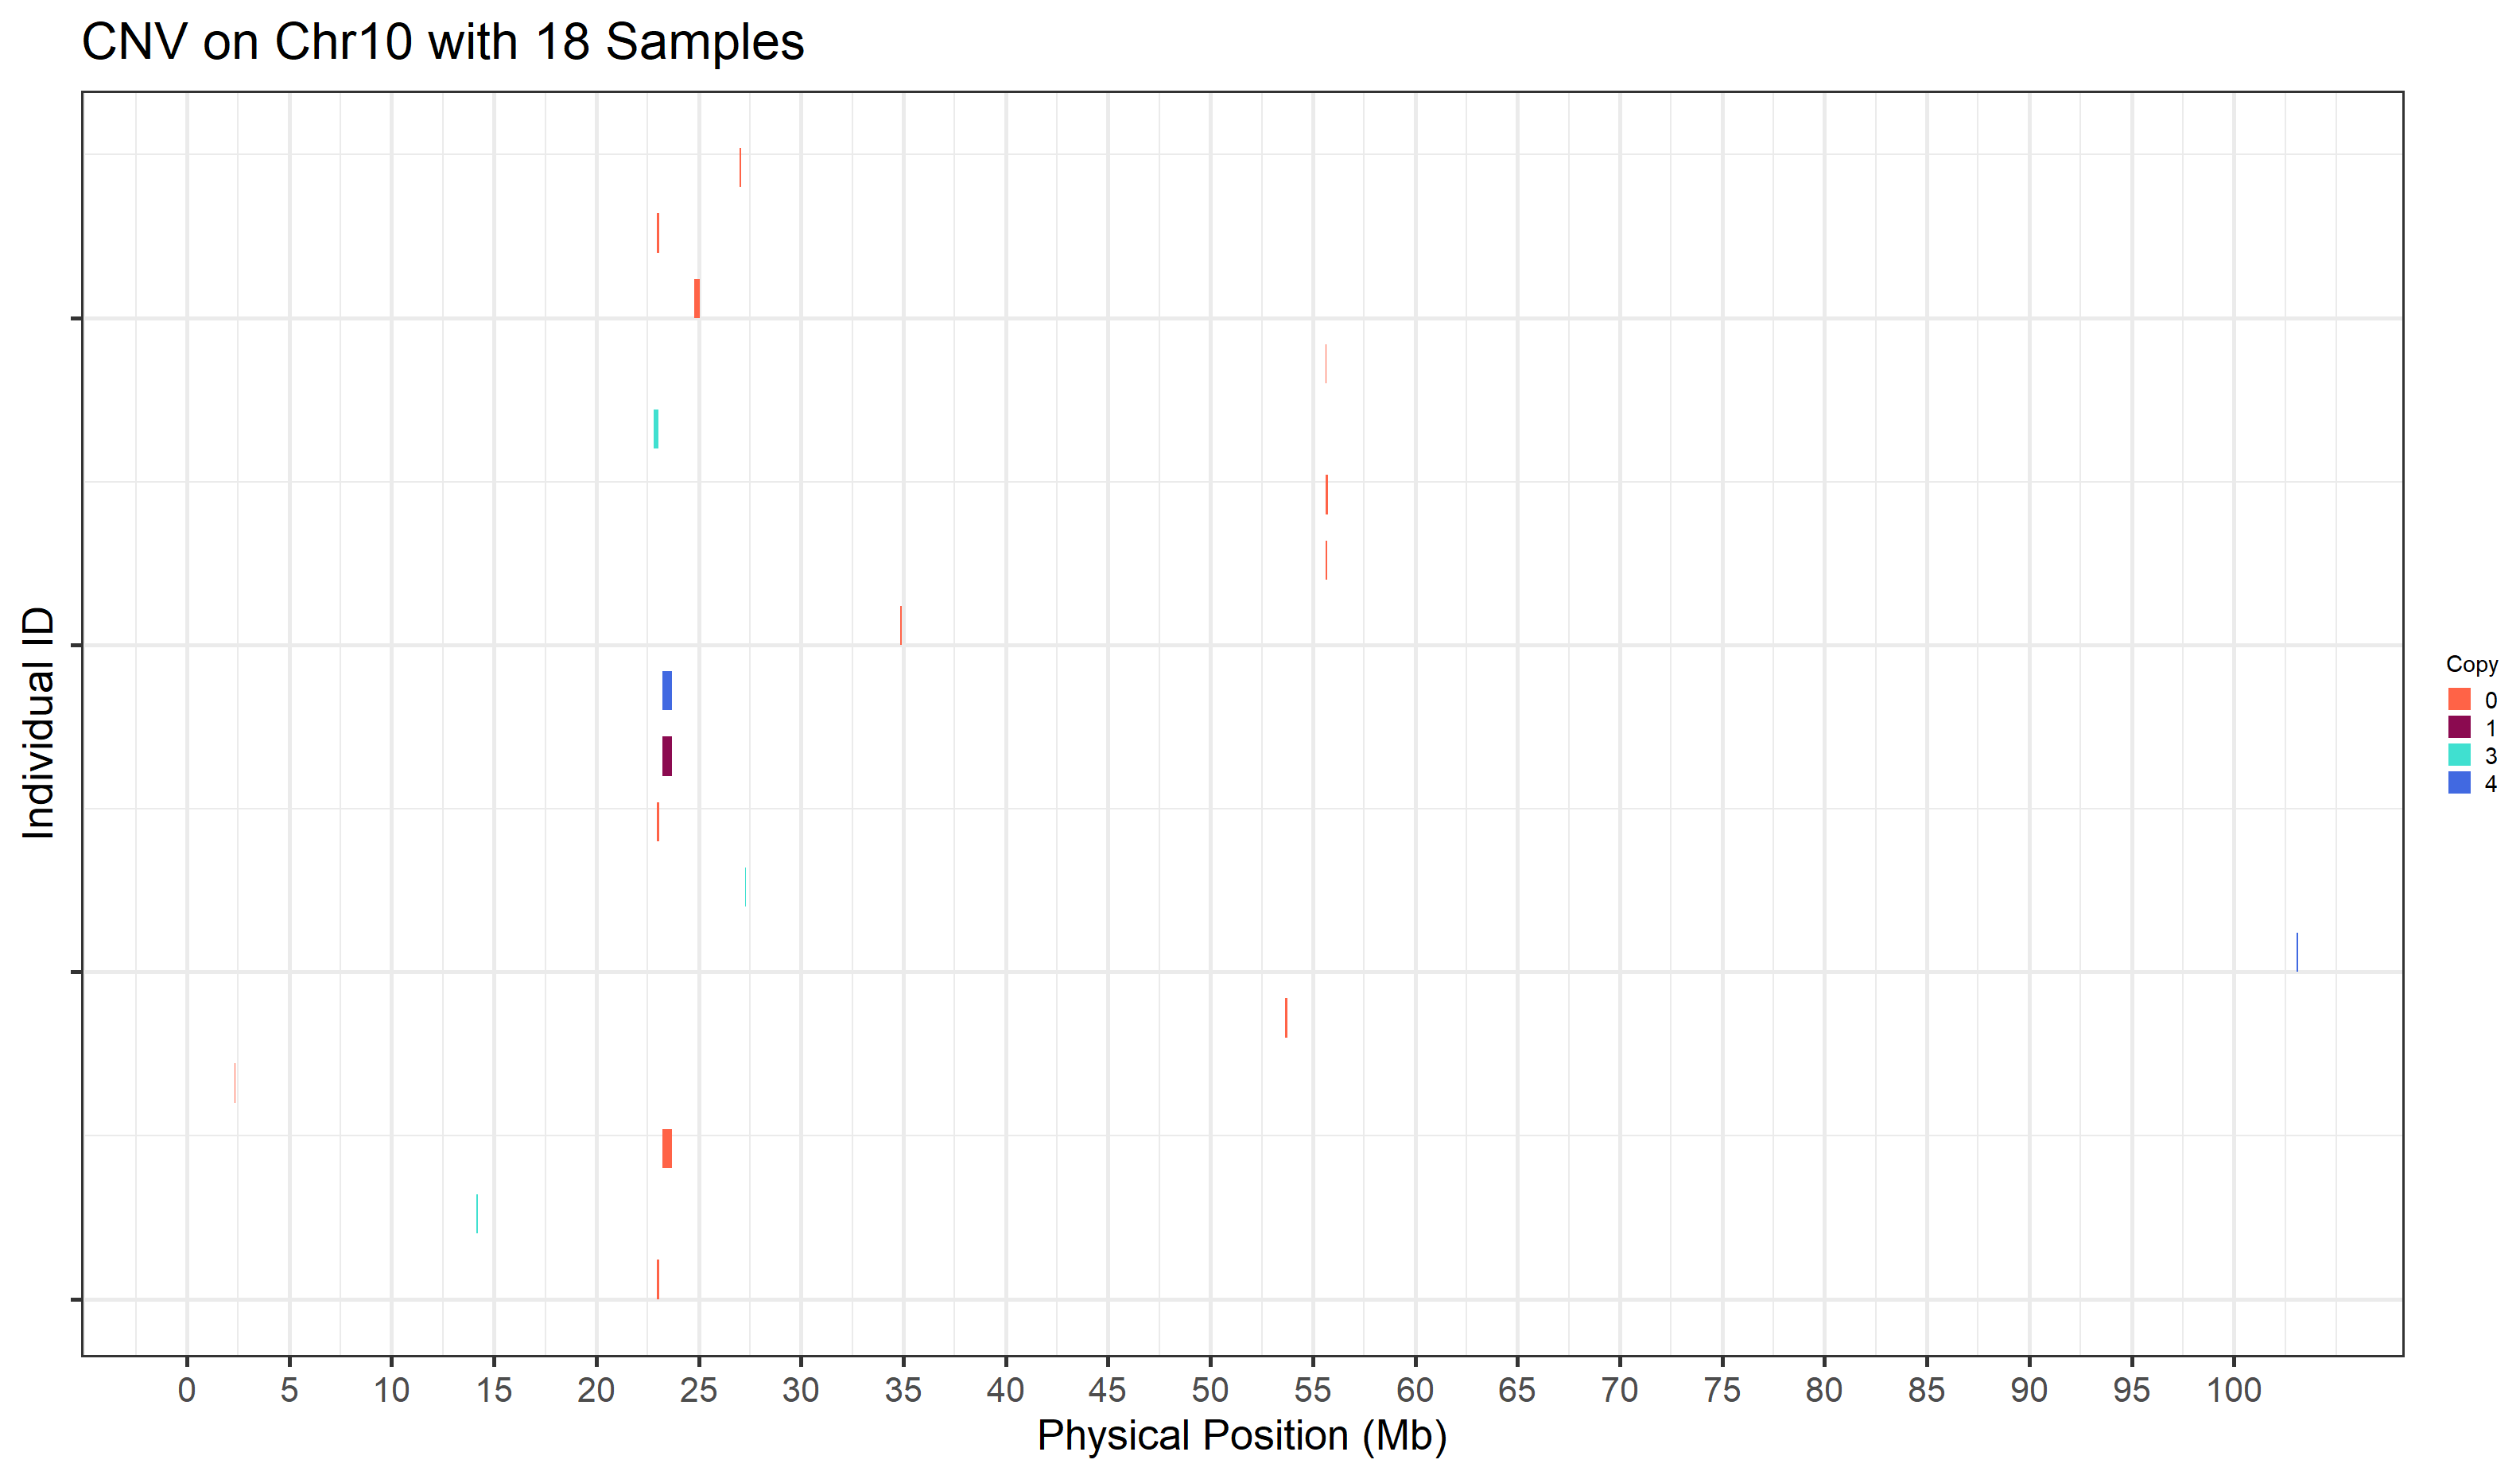 CNV on Chr10 with 18 Samples
Individual ID
Copy
0
1
3
4
0 5 10 15 20 25 30 35 40 45 50 55 60 65 70 75 80 85 90 95 100
Physical Position (Mb)